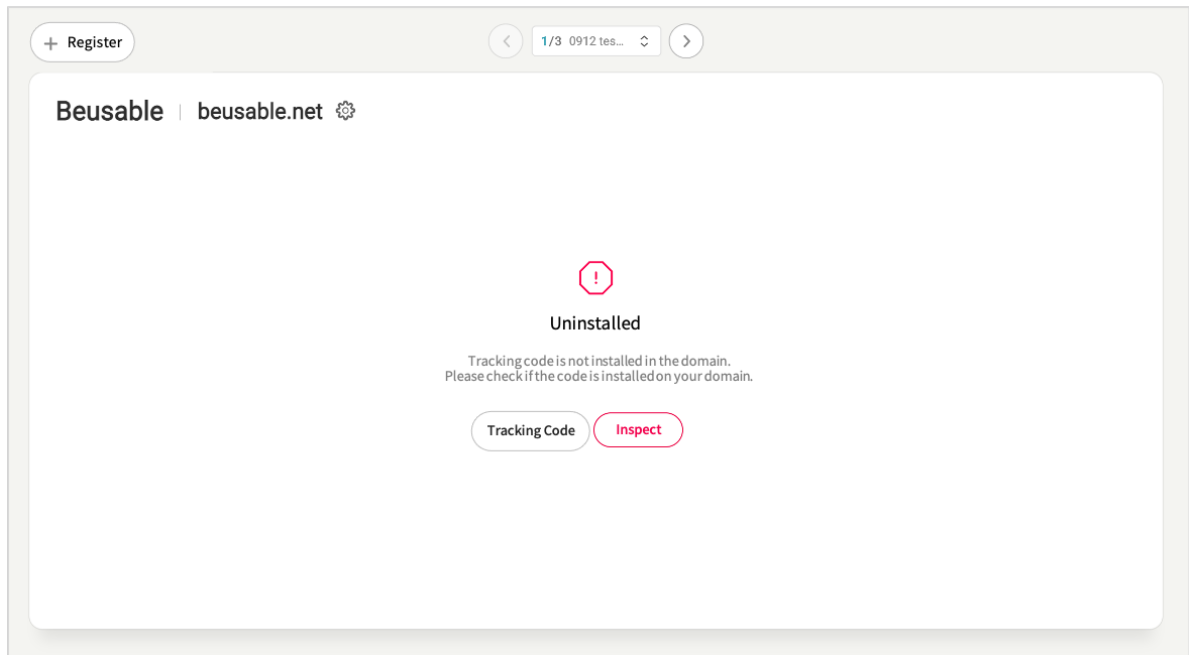 + Register
1/3 0912 tes...
Beusable | beusable.net
!
Uninstalled
Tracking code is not installed in the domain.
Please check if the code is installed on your domain.
Tracking Code Inspect